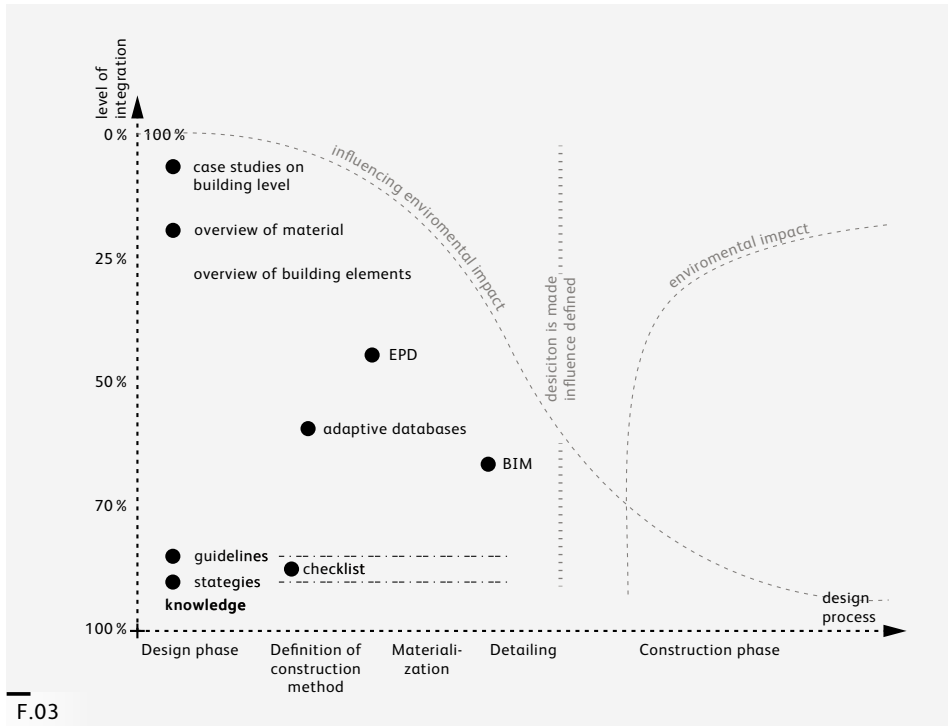 level of
integration
0 %
100 %
case studies on
building level
influencing enviromental impact
overview of material
enviromental impact
25 %
overview of building elements
desiciton is made
influence defined
EPD
50 %
adaptive databases
BIM
70 %
guidelines
checklist
stategies
knowledge
design
process
100 %
Design phase
Definition of
construction
method
Materiali-
zation
Detailing
Construction phase
F.03